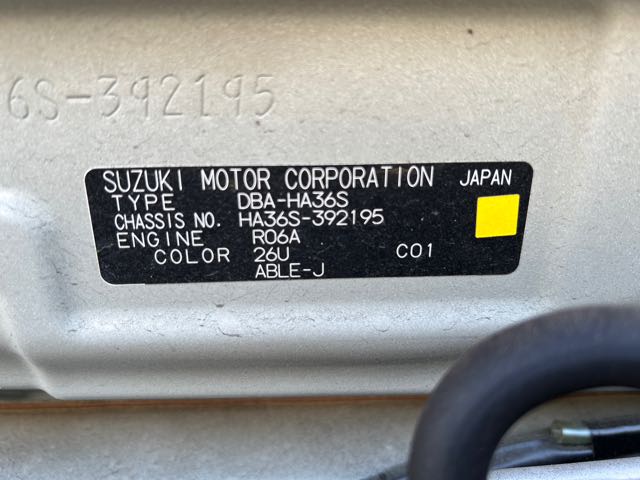 6S-392195
SUZUKI MOTOR CORPORATION JAPAN
TYPE DBA-HA36S
CHASSIS NO. HA36S-392195
ENGINE R06A
COLOR 26U C01
ABLE-J